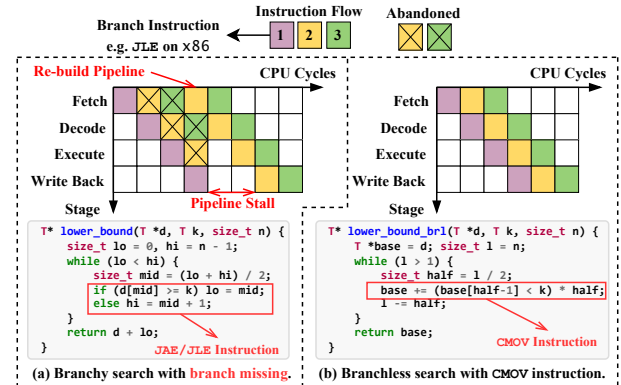 Branch Instruction
e.g. JLE on x86
Instruction Flow
1 2 3
Abandoned
Re-build Pipeline
CPU Cycles
Fetch
Decode
Execute
Write Back
Pipeline Stall
Stage
T* lower_bound(T *d, T k, size_t n) {
size_t lo = 0, hi = n - 1;
while (lo < hi) {
size_t mid = (lo + hi) / 2;
if (d[mid] >= k) lo = mid;
else hi = mid + 1;
}
return d + lo;
}
JAE/JLE Instruction
(a) Branchy search with branch missing.
CPU Cycles
Fetch
Decode
Execute
Write Back
Stage
T* lower_bound_brl(T *d, T k, size_t n) {
T *base = d; size_t l = n;
while (l > 1) {
size_t half = l / 2;
base += (base[half-1] < k) * half;
l -= half;
}
return base;
}
CMOV Instruction
(b) Branchless search with CMOV instruction.